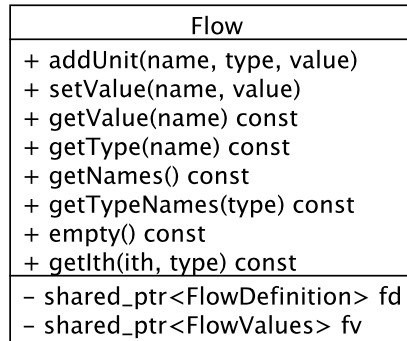 Flow
+ addUnit(name, type, value)
+ setValue(name, value)
+ getValue(name) const
+ getType(name) const
+ getNames() const
+ getTypeNames(type) const
+ empty() const
+ getIth(ith, type) const
– shared_ptr<FlowDefinition> fd
– shared_ptr<FlowValues> fv